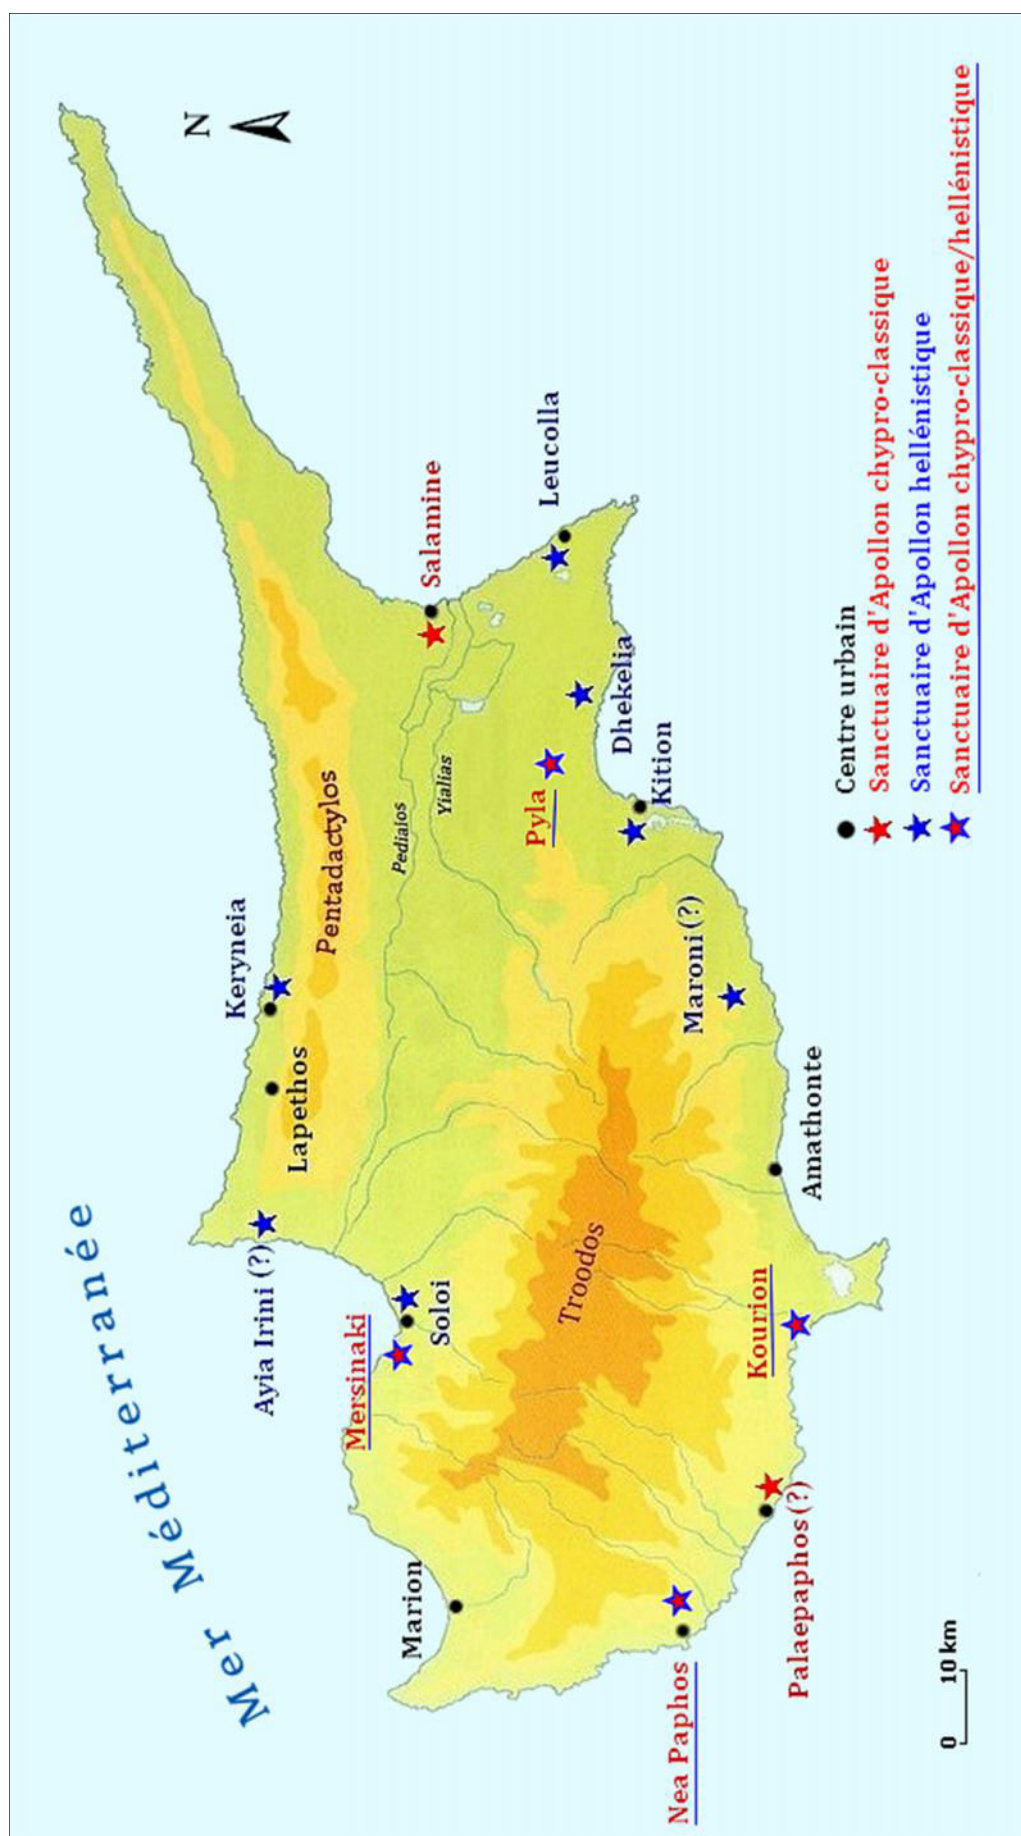 Mer Méditerranée
N
Keryneia
Lapethos
Pentadactylos
Ayia Irini (?)
Pediaios
Yialias
Salamine
Mersinaki
Soloi
Leucolla
Marion
Pyla
Dhekelia
Kition
Troodos
Maroni (?)
Nea Paphos
Kourion
Amathonte
Palaepaphos (?)
Centre urbain
Sanctuaire d'Apollon chypro-classique
Sanctuaire d'Apollon hellénistique
Sanctuaire d'Apollon chypro-classique/hellénistique
0 10 km